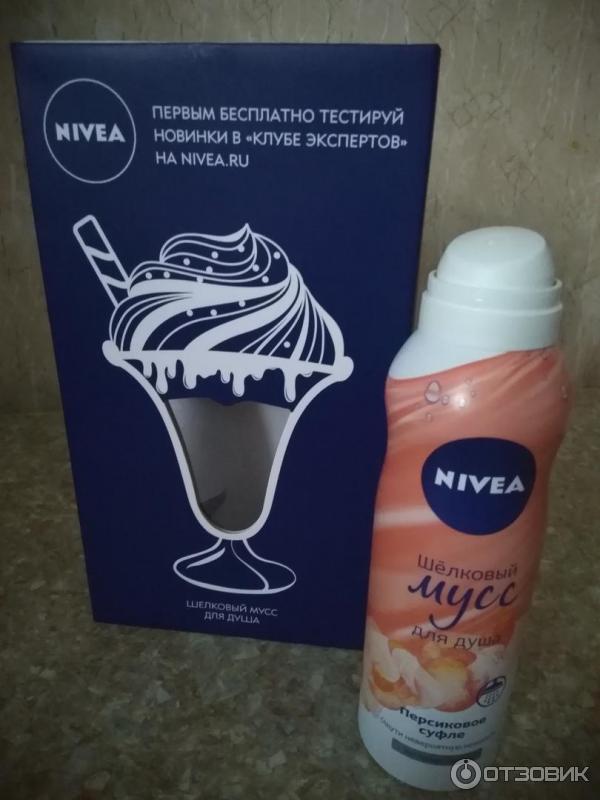 NIVEA
ПЕРВЫМ БЕСПЛАТНО ТЕСТИРУЙ
НОВИНКИ В «КЛУБЕ ЭКСПЕРТОВ»
НА NIVEA.RU
ШЕЛКОВЫЙ МУСС
ДЛЯ ДУША
NIVEA
Шёлковый
мусс
для душа
Персиковое
суфле
невероятную
ОТЗОВИК